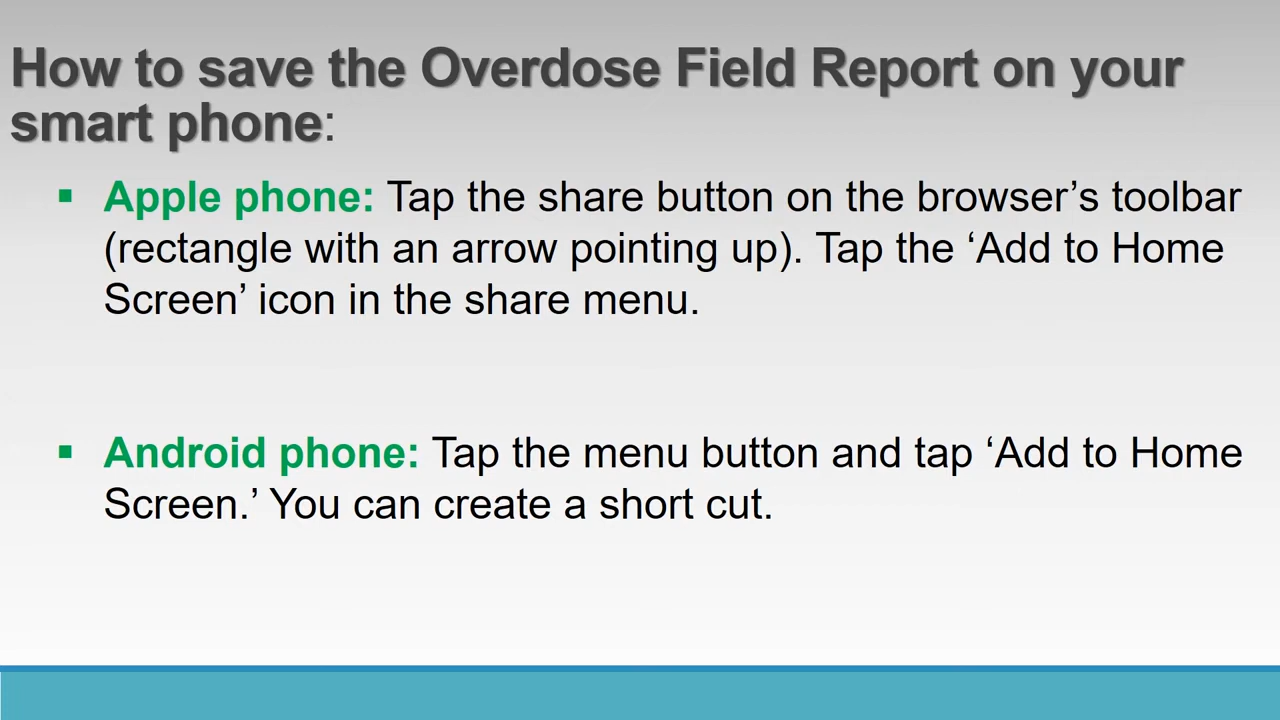 How to save the Overdose Field Report on your
smart phone:
▪ Apple phone: Tap the share button on the browser’s toolbar
(rectangle with an arrow pointing up). Tap the ‘Add to Home
Screen’ icon in the share menu.
▪ Android phone: Tap the menu button and tap ‘Add to Home
Screen.’ You can create a short cut.